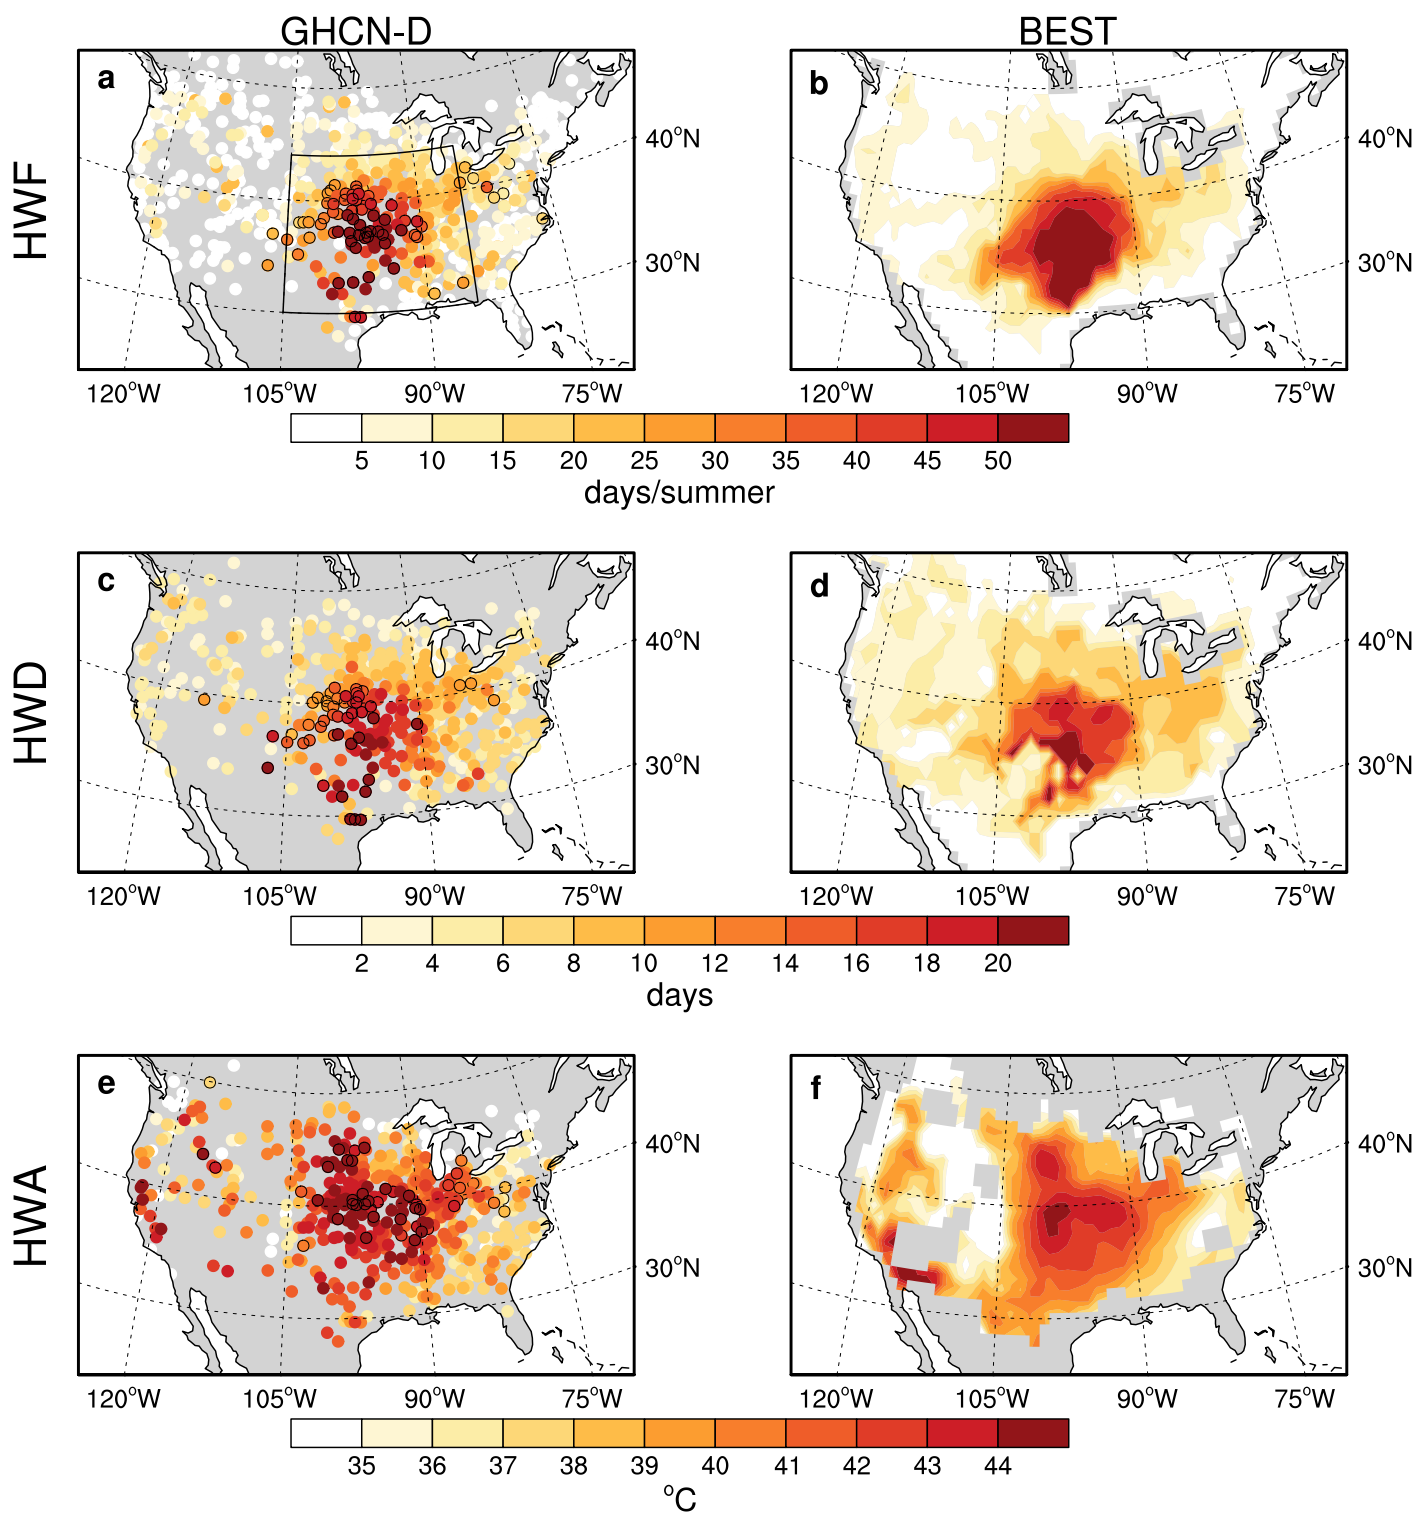 GHCN-D BEST
HWF
a b
40°N 40°N
30°N 30°N
120°W 105°W 90°W 75°W 120°W 105°W 90°W 75°W
5 10 15 20 25 30 35 40 45 50
days/summer
HWD
c d
40°N 40°N
30°N 30°N
120°W 105°W 90°W 75°W 120°W 105°W 90°W 75°W
2 4 6 8 10 12 14 16 18 20
days
HWA
e f
40°N 40°N
30°N 30°N
120°W 105°W 90°W 75°W 120°W 105°W 90°W 75°W
35 36 37 38 39 40 41 42 43 44
°C